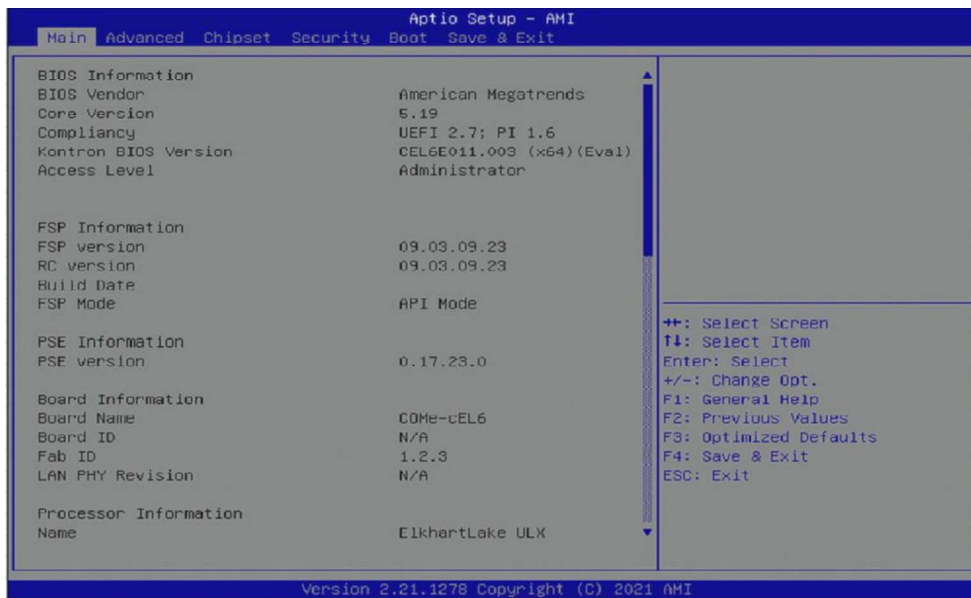 Aptio Setup - AMI
Main Advanced Chipset Security Boot Save & Exit
BIOS Information
BIOS Vendor American Megatrends
Core Version 5.19
Compliancy UEFI 2.7; PI 1.6
Kontron BIOS Version CEL6E011.003 (x64)(Eval)
Access Level Administrator
FSP Information
FSP version 09.03.09.23
RC version 09.03.09.23
Build Date
FSP Mode API Mode
PSE Information
PSE version 0.17.23.0
Board Information
Board Name COMe-cEL6
Board ID N/A
Fab ID 1.2.3
LAN PHY Revision N/A
Processor Information
Name ElkhartLake ULX
→←: Select Screen
↑↓: Select Item
Enter: Select
+/-: Change Opt.
F1: General Help
F2: Previous Values
F3: Optimized Defaults
F4: Save & Exit
ESC: Exit
Version 2.21.1278 Copyright (C) 2021 AMI